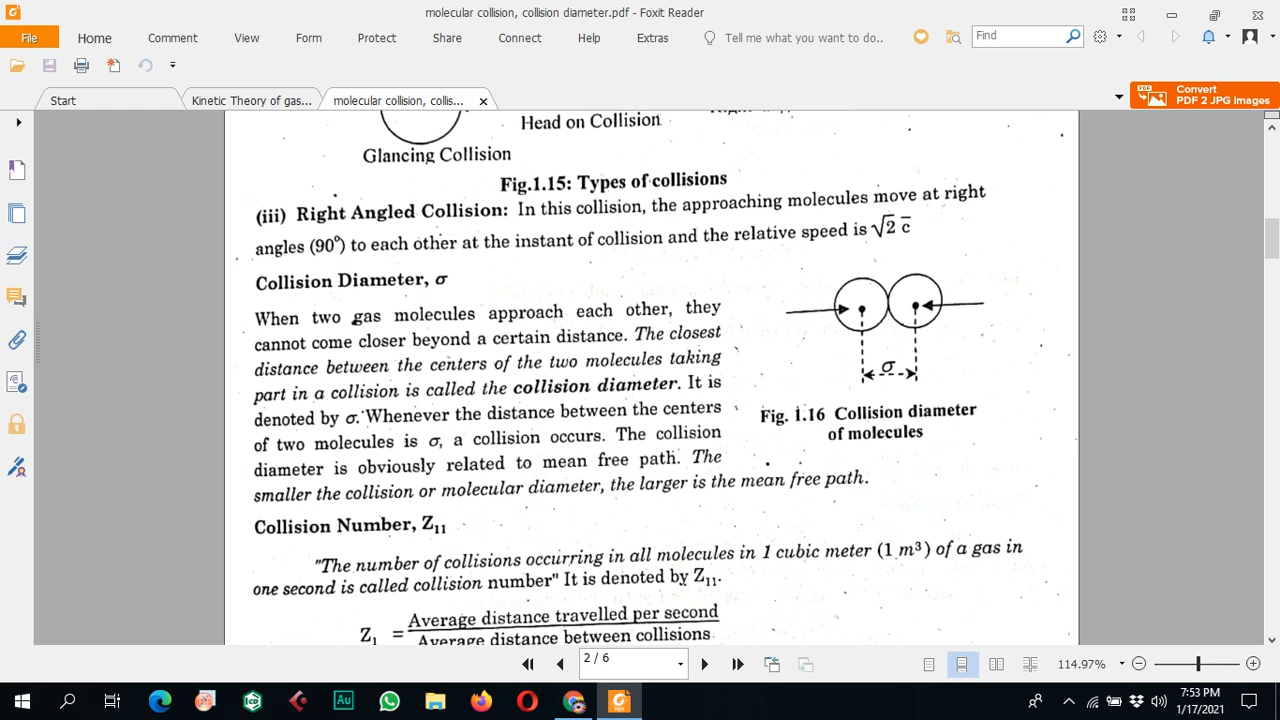 molecular collision, collision diameter.pdf - Foxit Reader
File Home Comment View Form Protect Share Connect Help Extras Tell me what you want to do.. Find
Start Kinetic Theory of gas... molecular collision, collis...
Convert
PDF 2 JPG Images
Head on Collision
Glancing Collision
Fig.1.15: Types of collisions
(iii) Right Angled Collision: In this collision, the approaching molecules move at right
angles (90°) to each other at the instant of collision and the relative speed is √2 c̄
Collision Diameter, σ
When two gas molecules approach each other, they
cannot come closer beyond a certain distance. The closest
distance between the centers of the two molecules taking
part in a collision is called the collision diameter. It is
denoted by σ. Whenever the distance between the centers
of two molecules is σ, a collision occurs. The collision
diameter is obviously related to mean free path. The
smaller the collision or molecular diameter, the larger is the mean free path.
σ
Fig. 1.16 Collision diameter
of molecules
Collision Number, Z₁₁
"The number of collisions occurring in all molecules in 1 cubic meter (1 m³) of a gas in
one second is called collision number" It is denoted by Z₁₁.
Average distance travelled per second
Z₁ =
Average distance between collisions
2 / 6
114.97%
Au
7:53 PM
1/17/2021